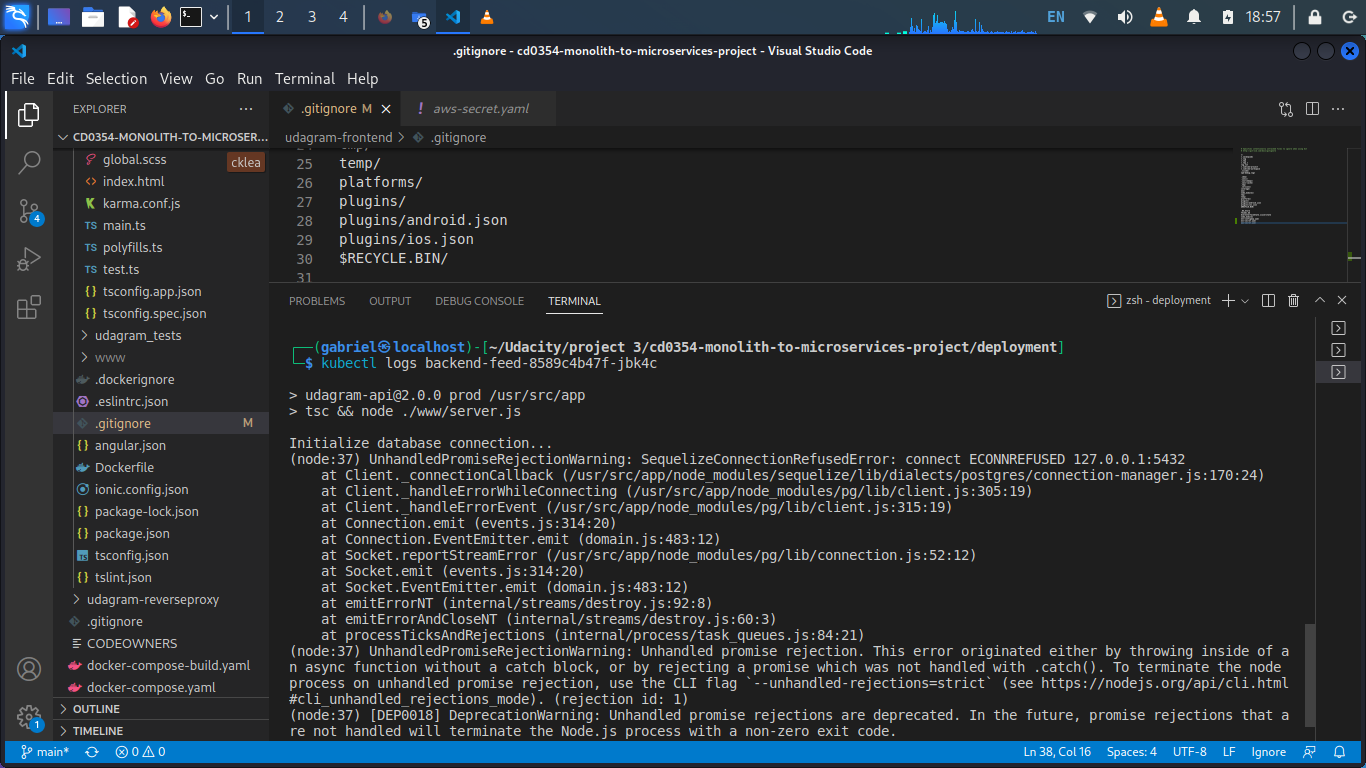 1
2
3
4
5
EN
18:57
.gitignore - cd0354-monolith-to-microservices-project - Visual Studio Code
File Edit Selection View Go Run Terminal Help
EXPLORER
.gitignore M
! aws-secret.yaml
CD0354-MONOLITH-TO-MICROSER...
udagram-frontend > .gitignore
global.scss
cklea
index.html
karma.conf.js
TS main.ts
TS polyfills.ts
TS test.ts
{} tsconfig.app.json
{} tsconfig.spec.json
udagram_tests
www
.dockerignore
.eslintrc.json
.gitignore M
{} angular.json
Dockerfile
ionic.config.json
{} package-lock.json
{} package.json
tsconfig.json
{} tslint.json
udagram-reverseproxy
.gitignore
CODEOWNERS
docker-compose-build.yaml
docker-compose.yaml
OUTLINE
TIMELINE
4
1
25 temp/
26 platforms/
27 plugins/
28 plugins/android.json
29 plugins/ios.json
30 $RECYCLE.BIN/
31
PROBLEMS OUTPUT DEBUG CONSOLE TERMINAL
zsh - deployment
(gabriel㉿localhost)-[~/Udacity/project 3/cd0354-monolith-to-microservices-project/deployment]
$ kubectl logs backend-feed-8589c4b47f-jbk4c
> udagram-api@2.0.0 prod /usr/src/app
> tsc && node ./www/server.js
Initialize database connection...
(node:37) UnhandledPromiseRejectionWarning: SequelizeConnectionRefusedError: connect ECONNREFUSED 127.0.0.1:5432
at Client._connectionCallback (/usr/src/app/node_modules/sequelize/lib/dialects/postgres/connection-manager.js:170:24)
at Client._handleErrorWhileConnecting (/usr/src/app/node_modules/pg/lib/client.js:305:19)
at Client._handleErrorEvent (/usr/src/app/node_modules/pg/lib/client.js:315:19)
at Connection.emit (events.js:314:20)
at Connection.EventEmitter.emit (domain.js:483:12)
at Socket.reportStreamError (/usr/src/app/node_modules/pg/lib/connection.js:52:12)
at Socket.emit (events.js:314:20)
at Socket.EventEmitter.emit (domain.js:483:12)
at emitErrorNT (internal/streams/destroy.js:92:8)
at emitErrorAndCloseNT (internal/streams/destroy.js:60:3)
at processTicksAndRejections (internal/process/task_queues.js:84:21)
(node:37) UnhandledPromiseRejectionWarning: Unhandled promise rejection. This error originated either by throwing inside of a
n async function without a catch block, or by rejecting a promise which was not handled with .catch(). To terminate the node
process on unhandled promise rejection, use the CLI flag `--unhandled-rejections=strict` (see https://nodejs.org/api/cli.html
#cli_unhandled_rejections_mode). (rejection id: 1)
(node:37) [DEP0018] DeprecationWarning: Unhandled promise rejections are deprecated. In the future, promise rejections that a
re not handled will terminate the Node.js process with a non-zero exit code.
main* 0 0 Ln 38, Col 16 Spaces: 4 UTF-8 LF Ignore